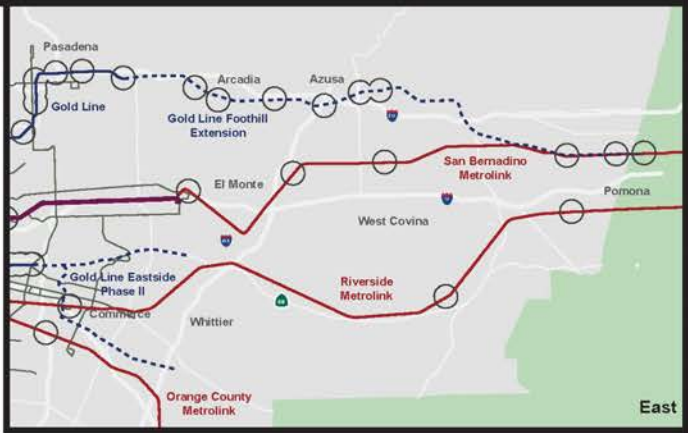 Pasadena
Arcadia
Azusa
Gold Line
Gold Line Foothill
Extension
San Bernadino
Metrolink
El Monte
Pomona
West Covina
Gold Line Eastside
Phase II
Riverside
Metrolink
Commerce
Whittier
Orange County
Metrolink
East